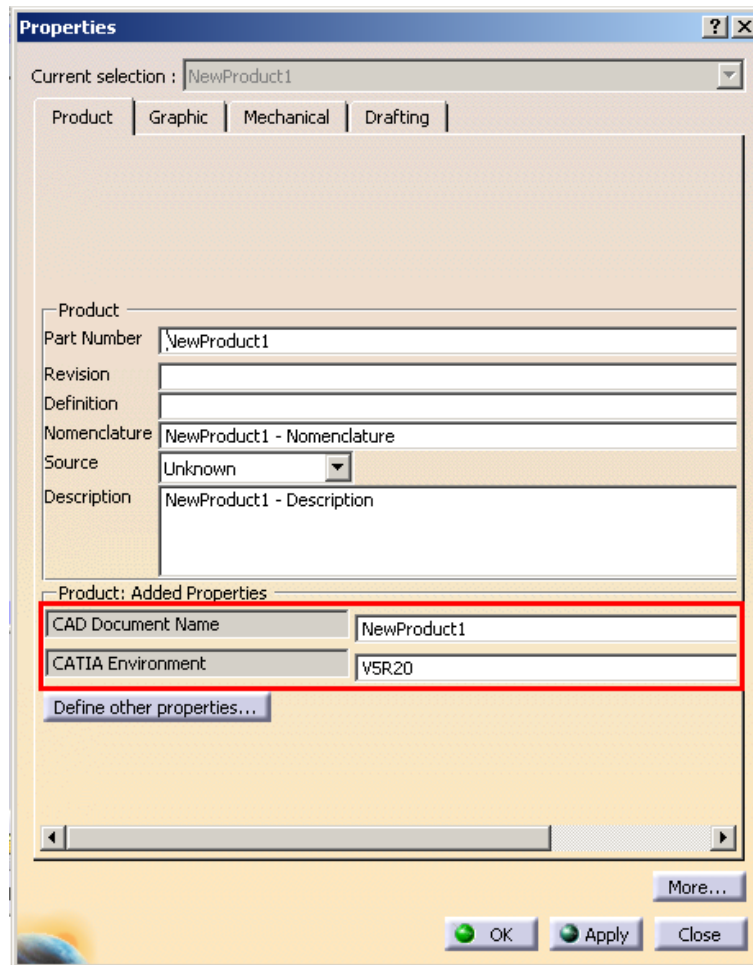 Properties
Current selection : NewProduct1
Product Graphic Mechanical Drafting
Product
Part Number NewProduct1
Revision
Definition
Nomenclature NewProduct1 - Nomenclature
Source Unknown
Description NewProduct1 - Description
Product: Added Properties
CAD Document Name NewProduct1
CATIA Environment V5R20
Define other properties...
More...
OK Apply Close